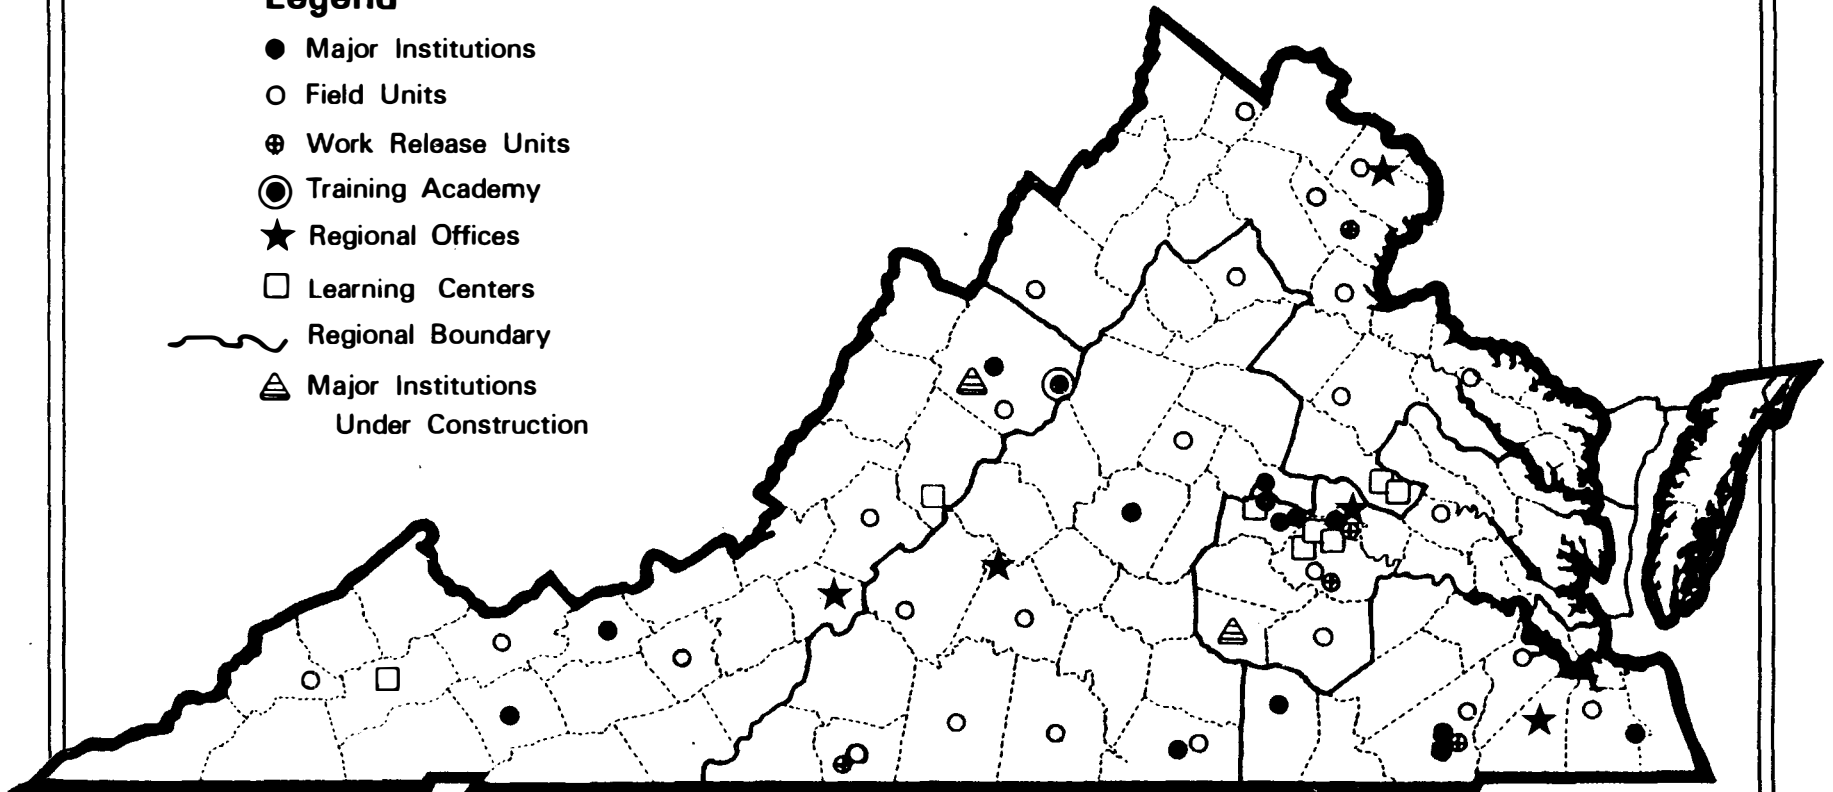 Legend
Major Institutions
Field Units
Work Release Units
Training Academy
Regional Offices
Learning Centers
Regional Boundary
Major Institutions
Under Construction